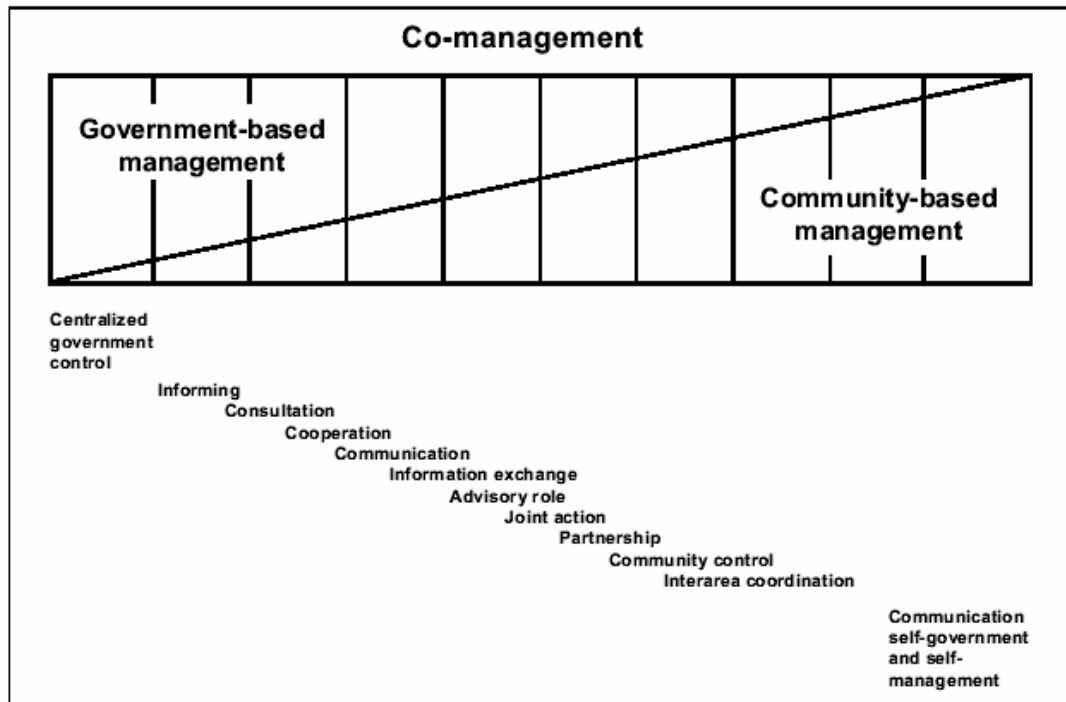 Co-management
Government-based
management
Community-based
management
Centralized
government
control
Informing
Consultation
Cooperation
Communication
Information exchange
Advisory role
Joint action
Partnership
Community control
Interarea coordination
Communication
self-government
and self-
management